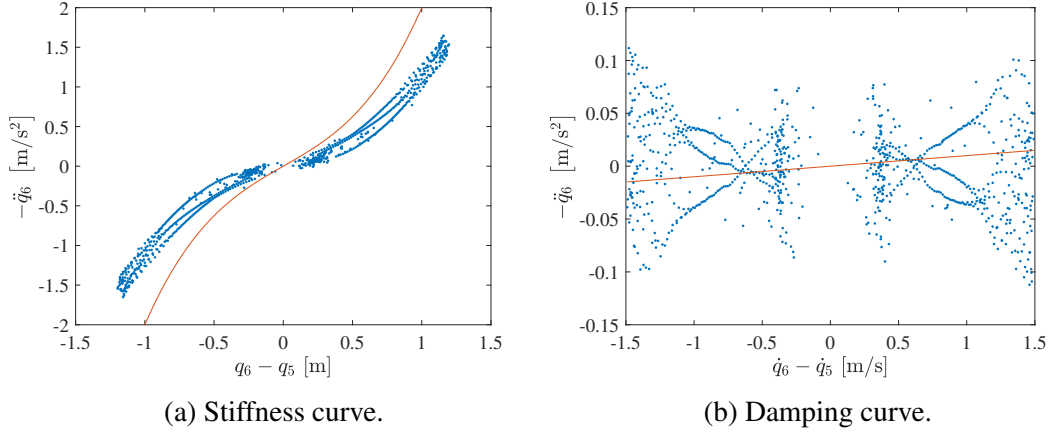 2
1.5
1
0.5
0
-0.5
-1
-1.5
-2
-1.5 -1 -0.5 0 0.5 1 1.5
−q̈₆ [m/s²]
q₆ − q₅ [m]
(a) Stiffness curve.
0.15
0.1
0.05
0
-0.05
-0.1
-0.15
-1.5 -1 -0.5 0 0.5 1 1.5
−q̈₆ [m/s²]
q̇₆ − q̇₅ [m/s]
(b) Damping curve.